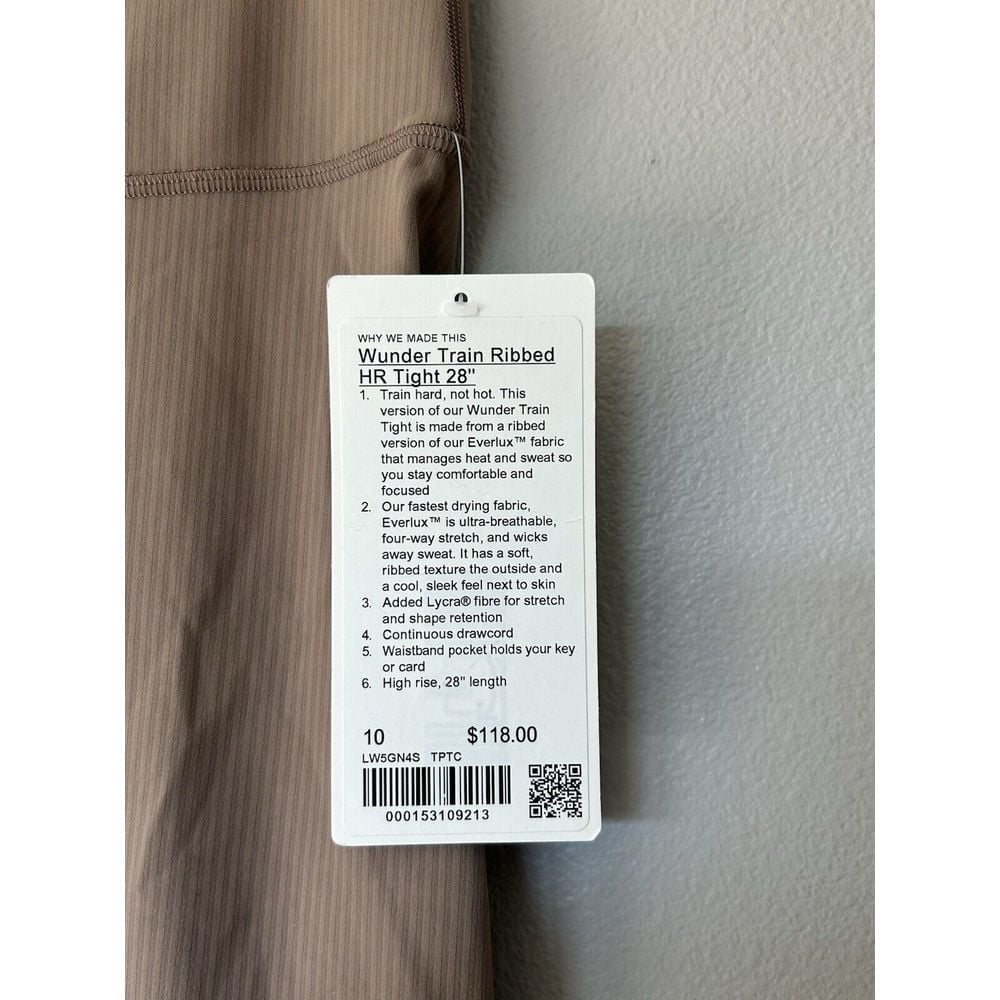 WHY WE MADE THIS
Wunder Train Ribbed
HR Tight 28"
1. Train hard, not hot. This
version of our Wunder Train
Tight is made from a ribbed
version of our Everlux™ fabric
that manages heat and sweat so
you stay comfortable and
focused
2. Our fastest drying fabric,
Everlux™ is ultra-breathable,
four-way stretch, and wicks
away sweat. It has a soft,
ribbed texture the outside and
a cool, sleek feel next to skin
3. Added Lycra® fibre for stretch
and shape retention
4. Continuous drawcord
5. Waistband pocket holds your key
or card
6. High rise, 28" length
10 $118.00
LW5GN4S TPTC
000153109213